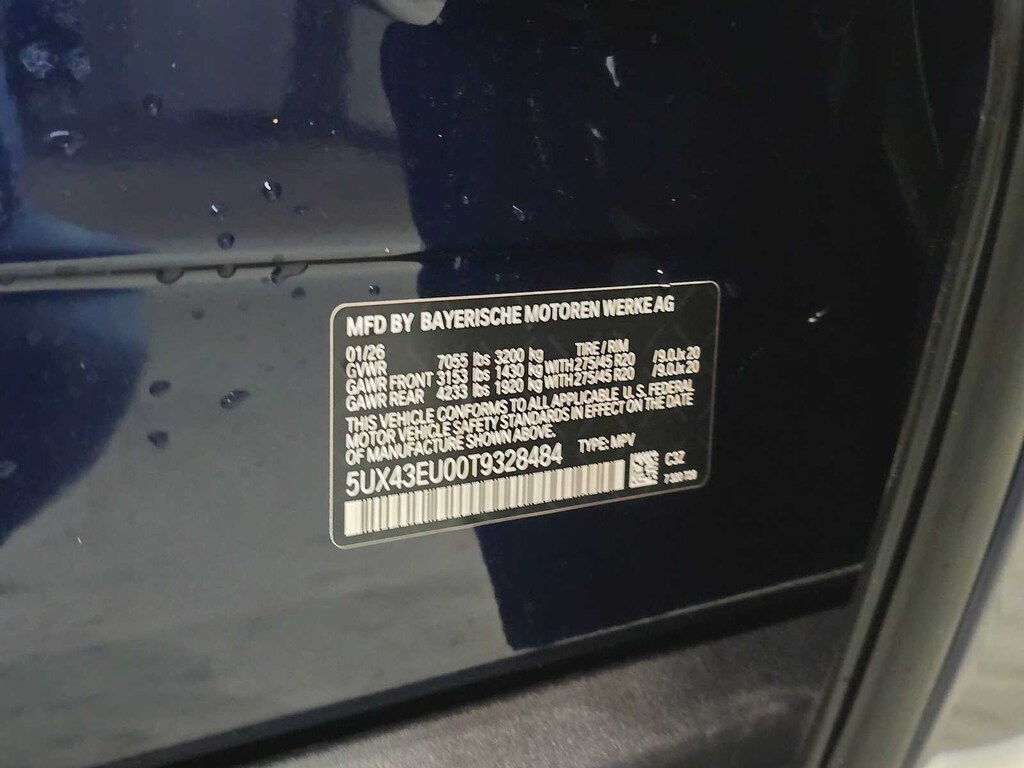 MFD BY BAYERISCHE MOTOREN WERKE AG
01/26 TIRE / RIM
GVWR 7055 lbs 3200 kg
GAWR FRONT 3153 lbs 1430 kg WITH 275/45 R20 /9.0Jx20
GAWR REAR 4233 lbs 1920 kg WITH 275/45 R20 /9.0Jx20
THIS VEHICLE CONFORMS TO ALL APPLICABLE U.S. FEDERAL
MOTOR VEHICLE SAFETY STANDARDS IN EFFECT ON THE DATE
OF MANUFACTURE SHOWN ABOVE.
5UX43EU00T9328484 TYPE: MPV
C3Z